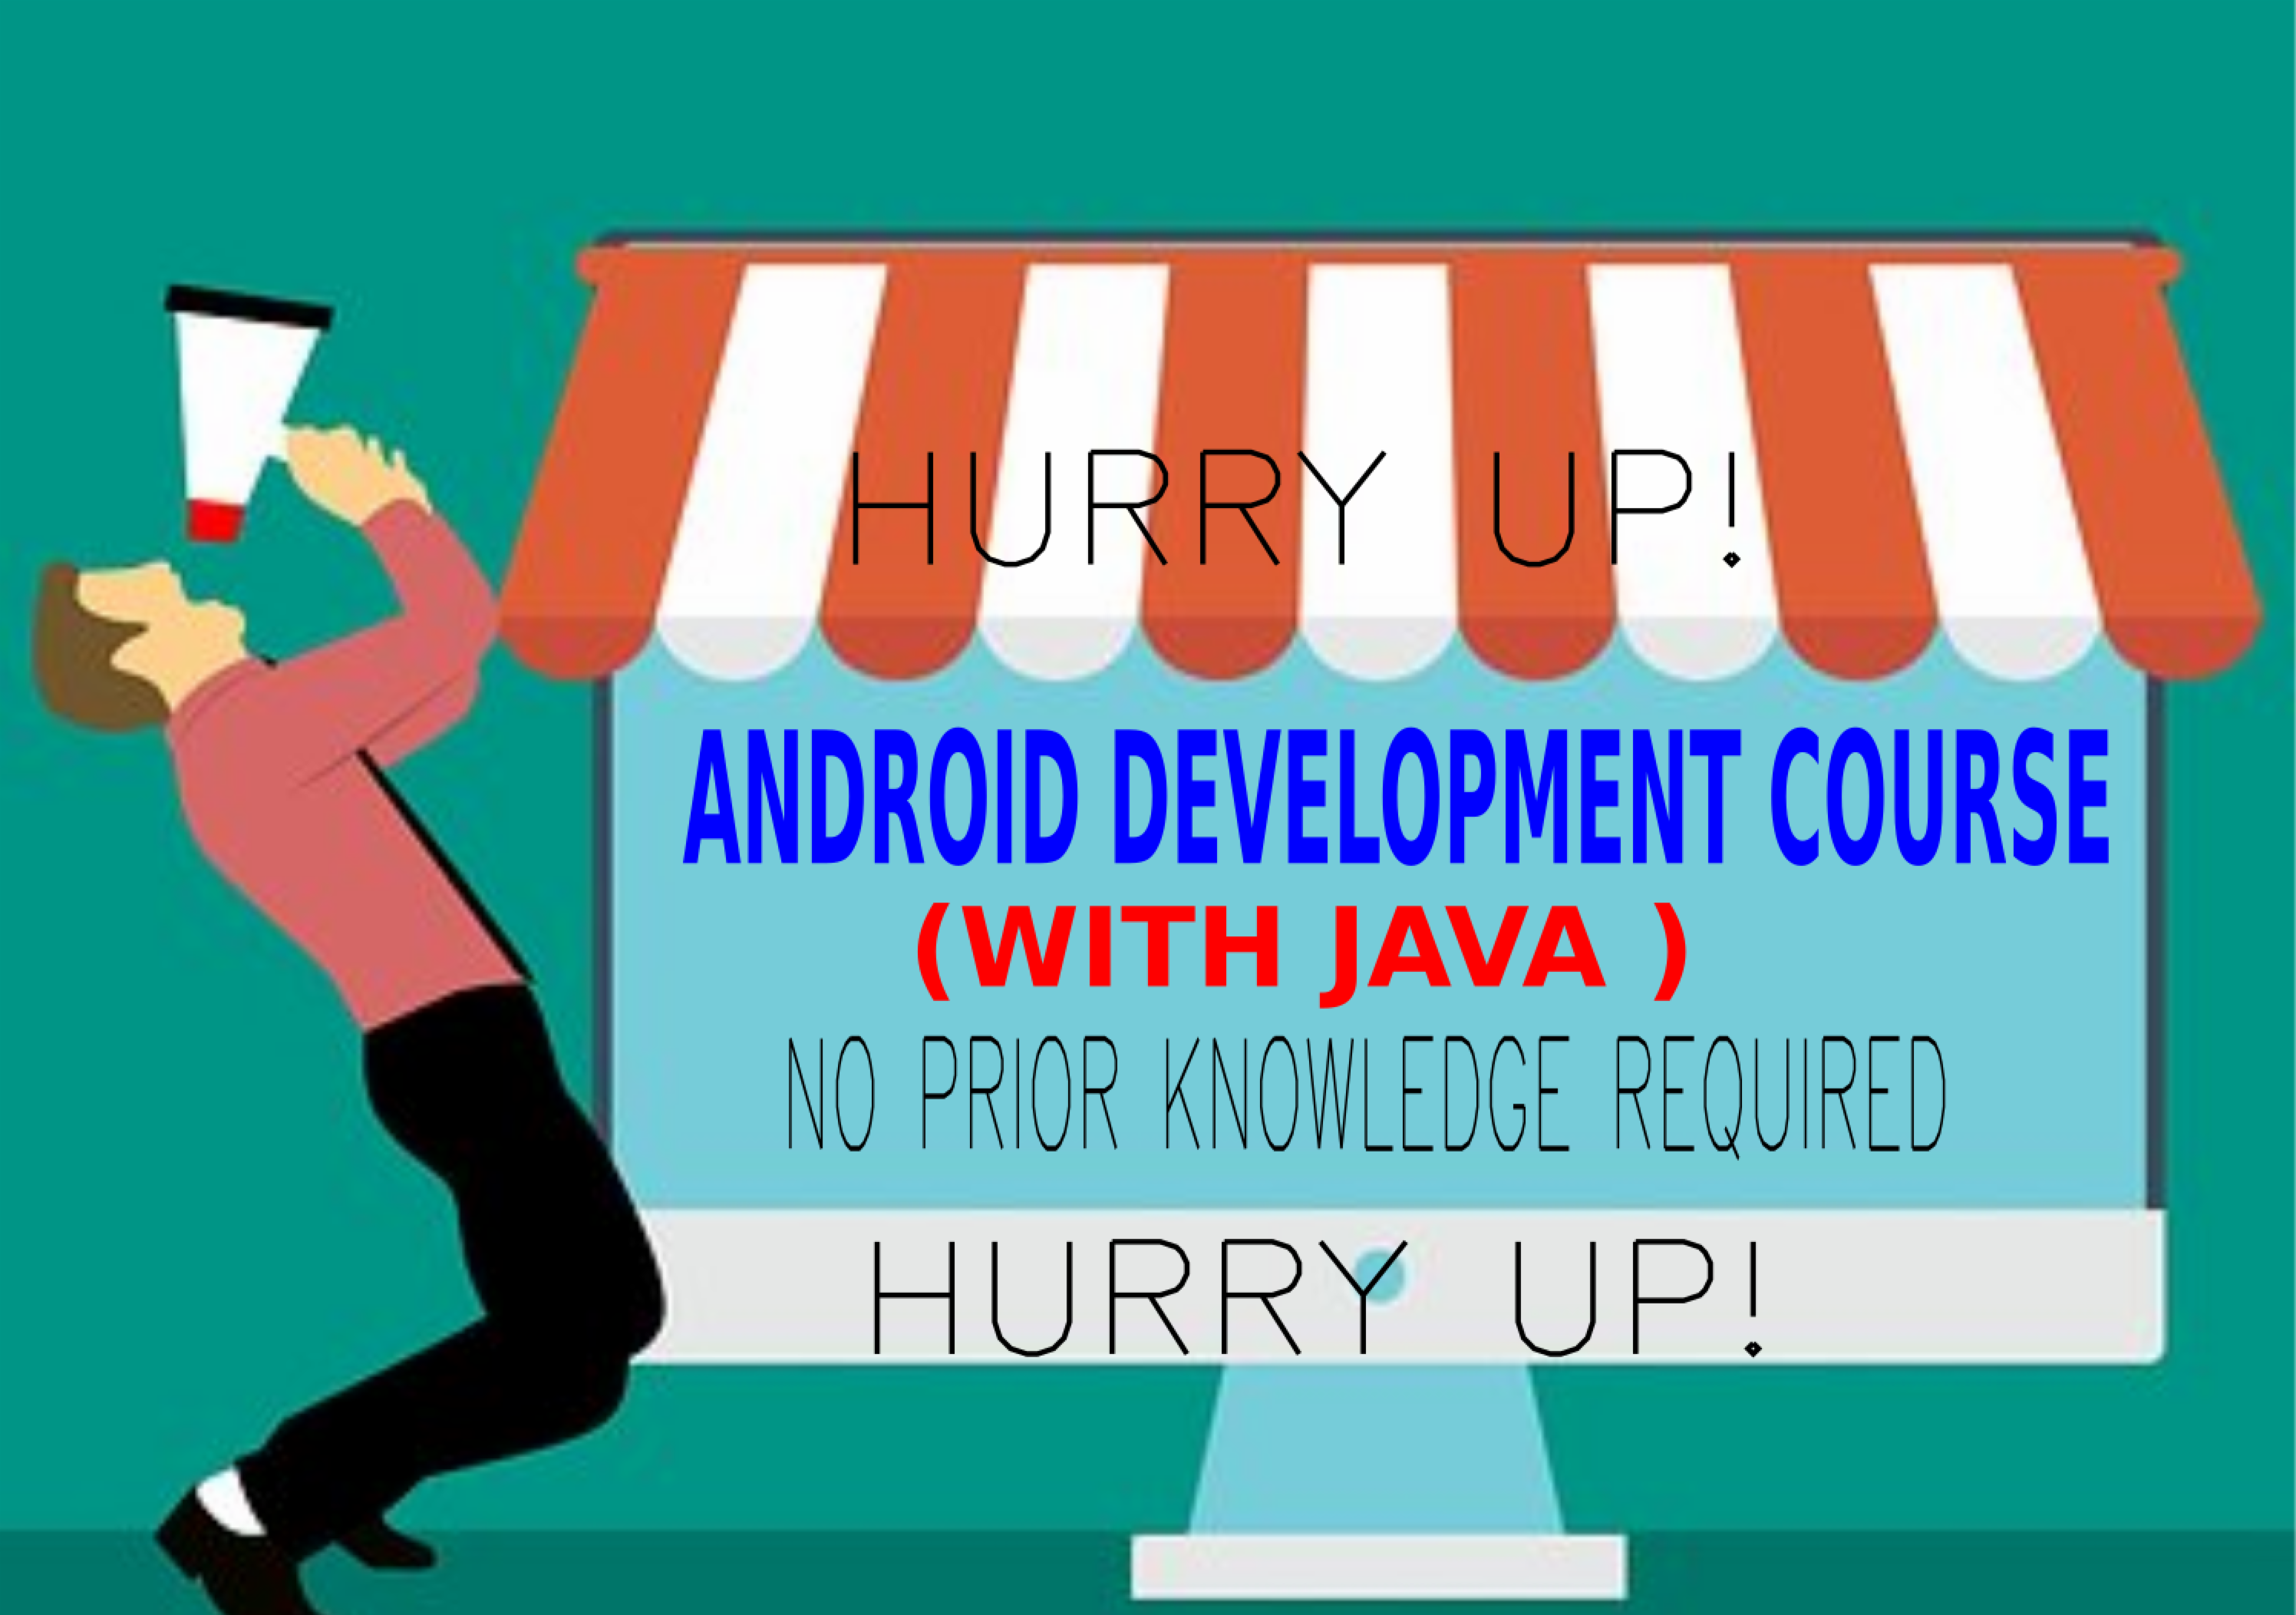 HURRY UP!
ANDROID DEVELOPMENT COURSE
(WITH JAVA )
NO PRIOR KNOWLEDGE REQUIRED
HURRY UP!